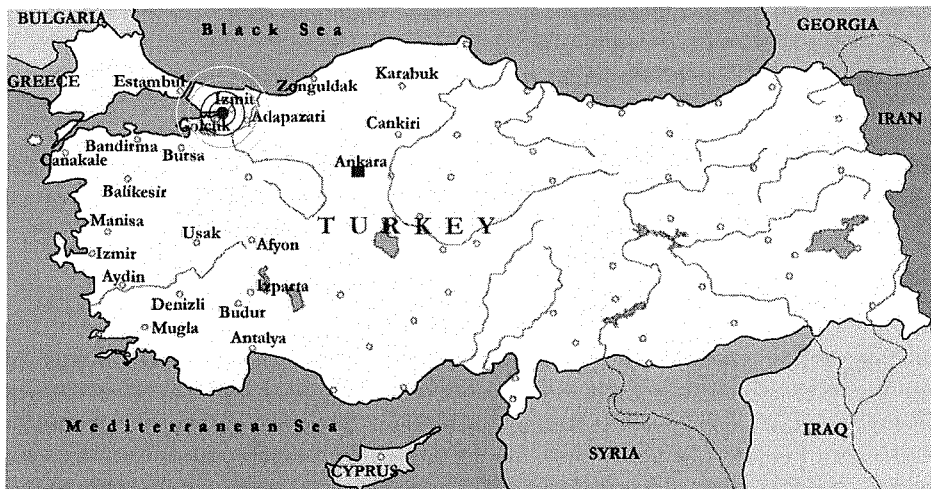 BULGARIA
Black Sea
GEORGIA
GREECE
Estambul
Zonguldak
Karabuk
Izmit
Golcuk
Adapazari
Cankiri
IRAN
Canakale
Bandirma
Bursa
Ankara
Balikesir
Manisa
Usak
TURKEY
Afyon
Izmir
Aydin
Izparta
Denizli
Budur
Mugla
Antalya
Mediterranean Sea
CYPRUS
SYRIA
IRAQ